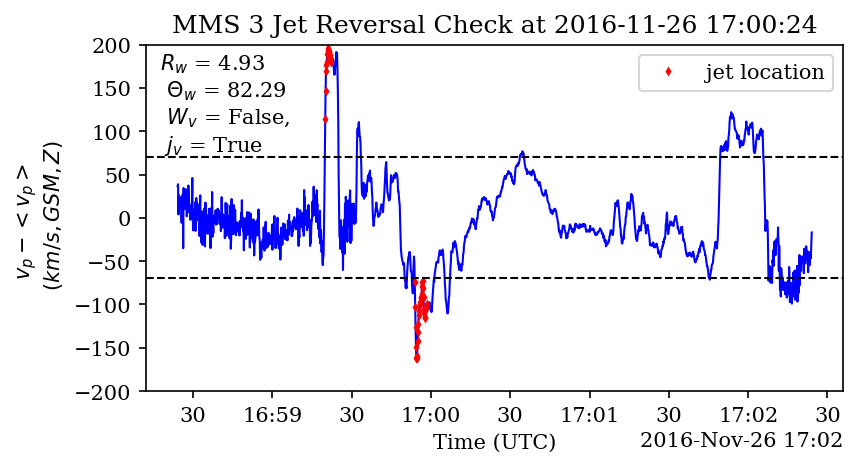 MMS 3 Jet Reversal Check at 2016-11-26 17:00:24
R_w = 4.93
Θ_w = 82.29
W_v = False,
j_v = True
jet location
200
150
100
50
0
−50
−100
−150
−200
v_p − < v_p >
(km/s, GSM, Z)
30 16:59 30 17:00 30 17:01 30 17:02 30
Time (UTC)
2016-Nov-26 17:02